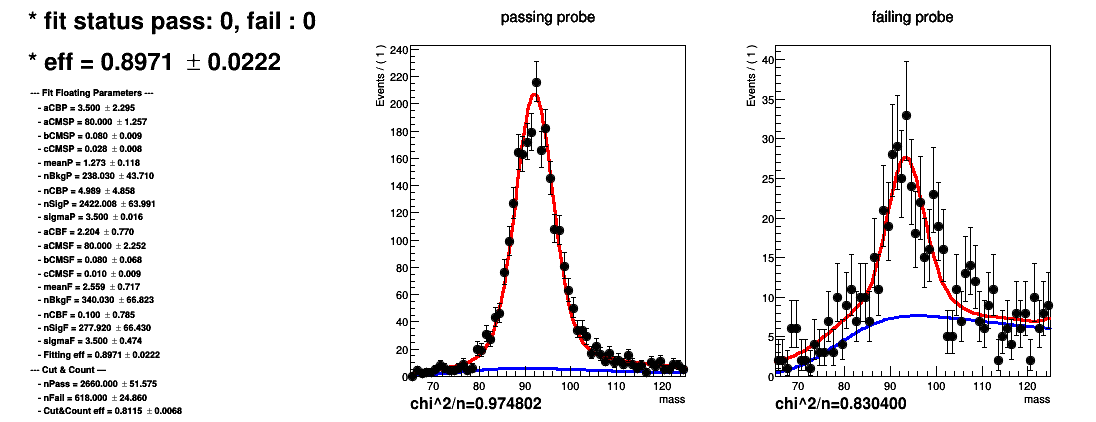 * fit status pass: 0, fail : 0
* eff = 0.8971 ± 0.0222
--- Fit Floating Parameters ---
- aCBP = 3.500 ± 2.295
- aCMSP = 80.000 ± 1.257
- bCMSP = 0.080 ± 0.009
- cCMSP = 0.028 ± 0.008
- meanP = 1.273 ± 0.118
- nBkgP = 238.030 ± 43.710
- nCBP = 4.989 ± 4.858
- nSigP = 2422.008 ± 63.991
- sigmaP = 3.500 ± 0.016
- aCBF = 2.204 ± 0.770
- aCMSF = 80.000 ± 2.252
- bCMSF = 0.080 ± 0.068
- cCMSF = 0.010 ± 0.009
- meanF = 2.559 ± 0.717
- nBkgF = 340.030 ± 66.823
- nCBF = 0.100 ± 0.785
- nSigF = 277.920 ± 66.430
- sigmaF = 3.500 ± 0.474
- Fitting eff = 0.8971 ± 0.0222
--- Cut & Count ---
- nPass = 2660.000 ± 51.575
- nFail = 618.000 ± 24.860
- Cut&Count eff = 0.8115 ± 0.0068
passing probe
Events / ( 1 )
240
220
200
180
160
140
120
100
80
60
40
20
0
70 80 90 100 110 120
mass
chi^2/n=0.974802
failing probe
Events / ( 1 )
40
35
30
25
20
15
10
5
0
70 80 90 100 110 120
mass
chi^2/n=0.830400